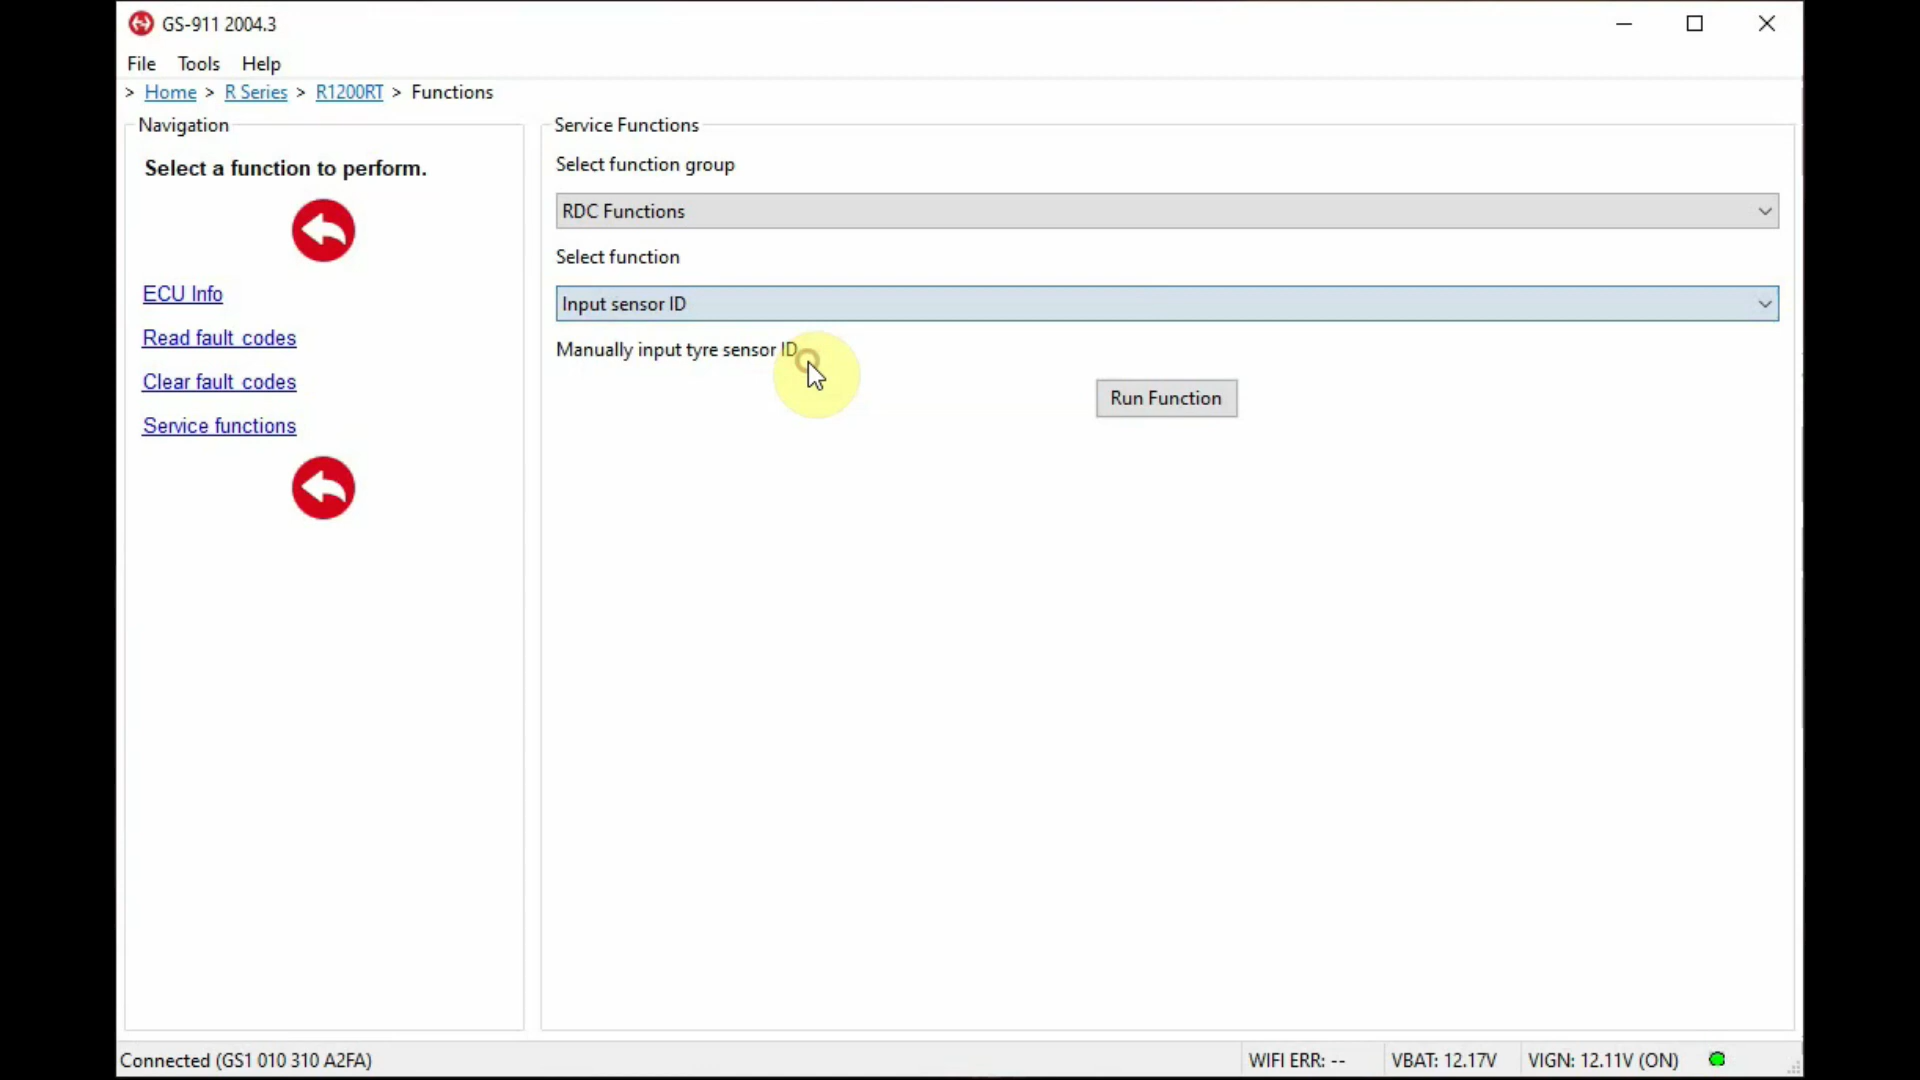 GS-911 2004.3
File Tools Help
> Home > R Series > R1200RT > Functions
Navigation
Select a function to perform.
ECU Info
Read fault codes
Clear fault codes
Service functions
Service Functions
Select function group
RDC Functions
Select function
Input sensor ID
Manually input tyre sensor ID
Run Function
Connected (GS1 010 310 A2FA)
WIFI ERR: -- VBAT: 12.17V VIGN: 12.11V (ON)